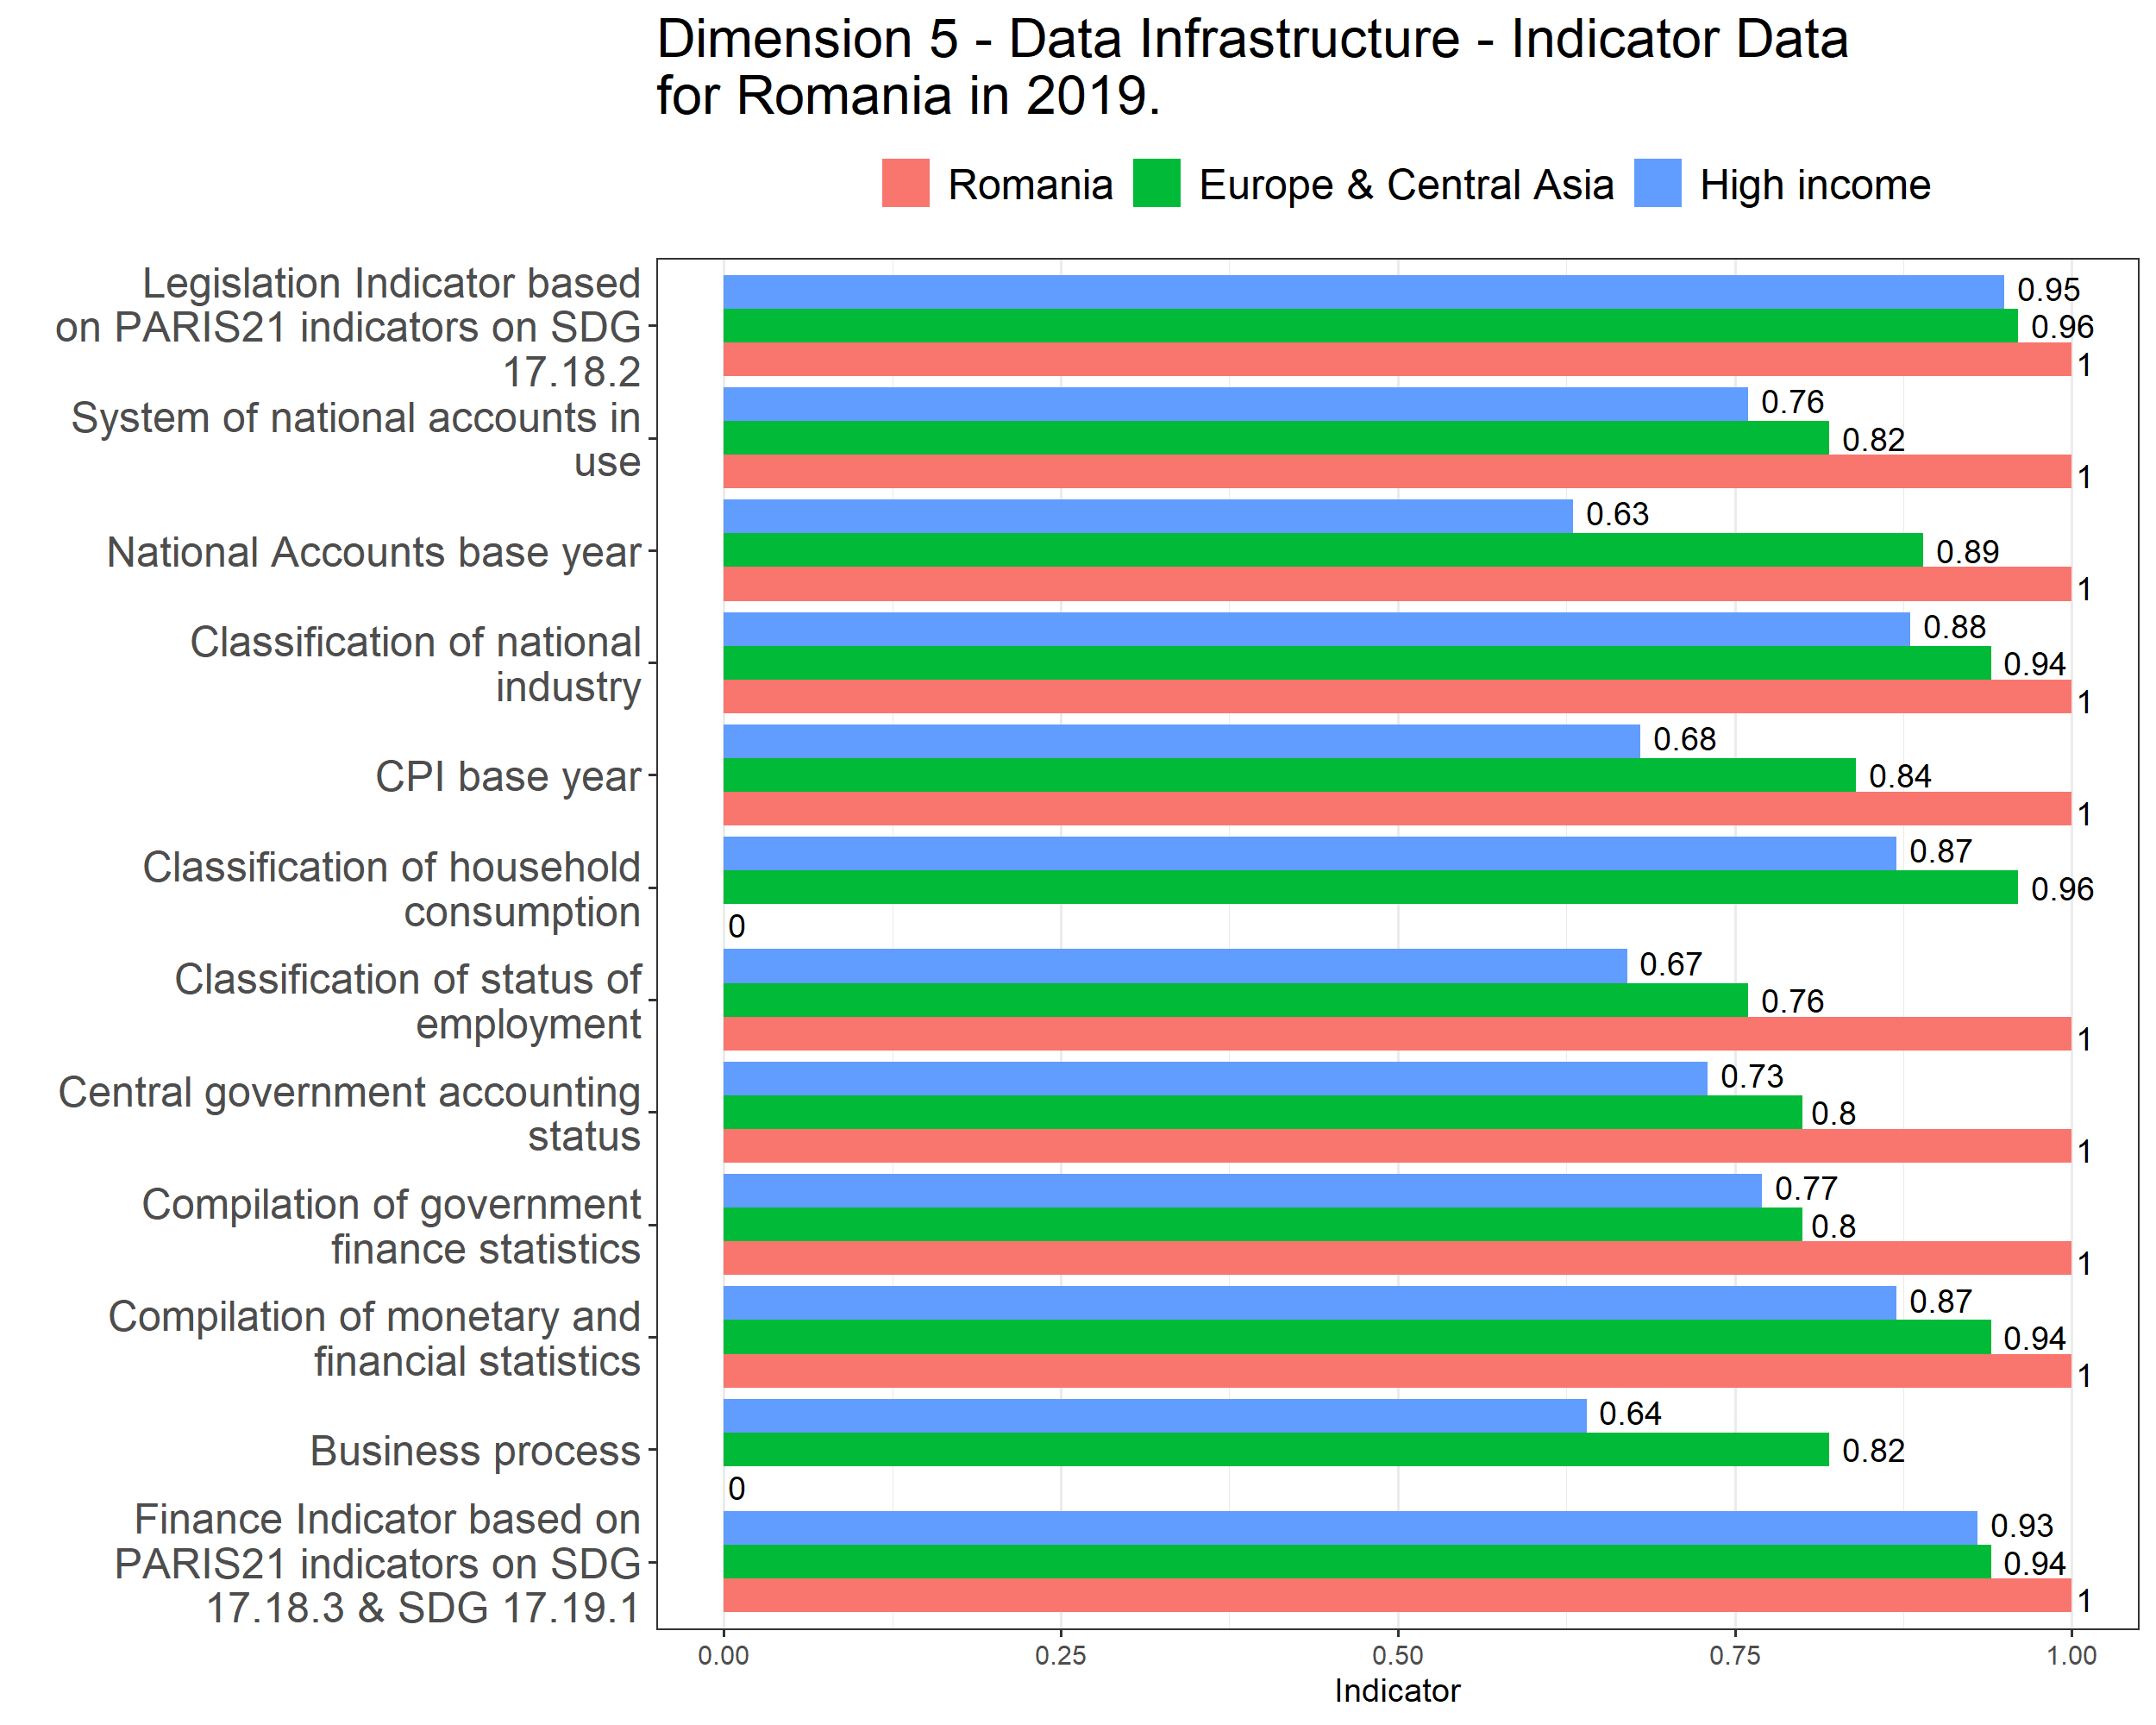 Dimension 5 - Data Infrastructure - Indicator Data
for Romania in 2019.
Romania
Europe & Central Asia
High income
Legislation Indicator based
on PARIS21 indicators on SDG
17.18.2
0.95
0.96
1
System of national accounts in
use
0.76
0.82
1
National Accounts base year
0.63
0.89
1
Classification of national
industry
0.88
0.94
1
CPI base year
0.68
0.84
1
Classification of household
consumption
0.87
0.96
0
Classification of status of
employment
0.67
0.76
1
Central government accounting
status
0.73
0.8
1
Compilation of government
finance statistics
0.77
0.8
1
Compilation of monetary and
financial statistics
0.87
0.94
1
Business process
0.64
0.82
0
Finance Indicator based on
PARIS21 indicators on SDG
17.18.3 & SDG 17.19.1
0.93
0.94
1
0.00
0.25
0.50
0.75
1.00
Indicator